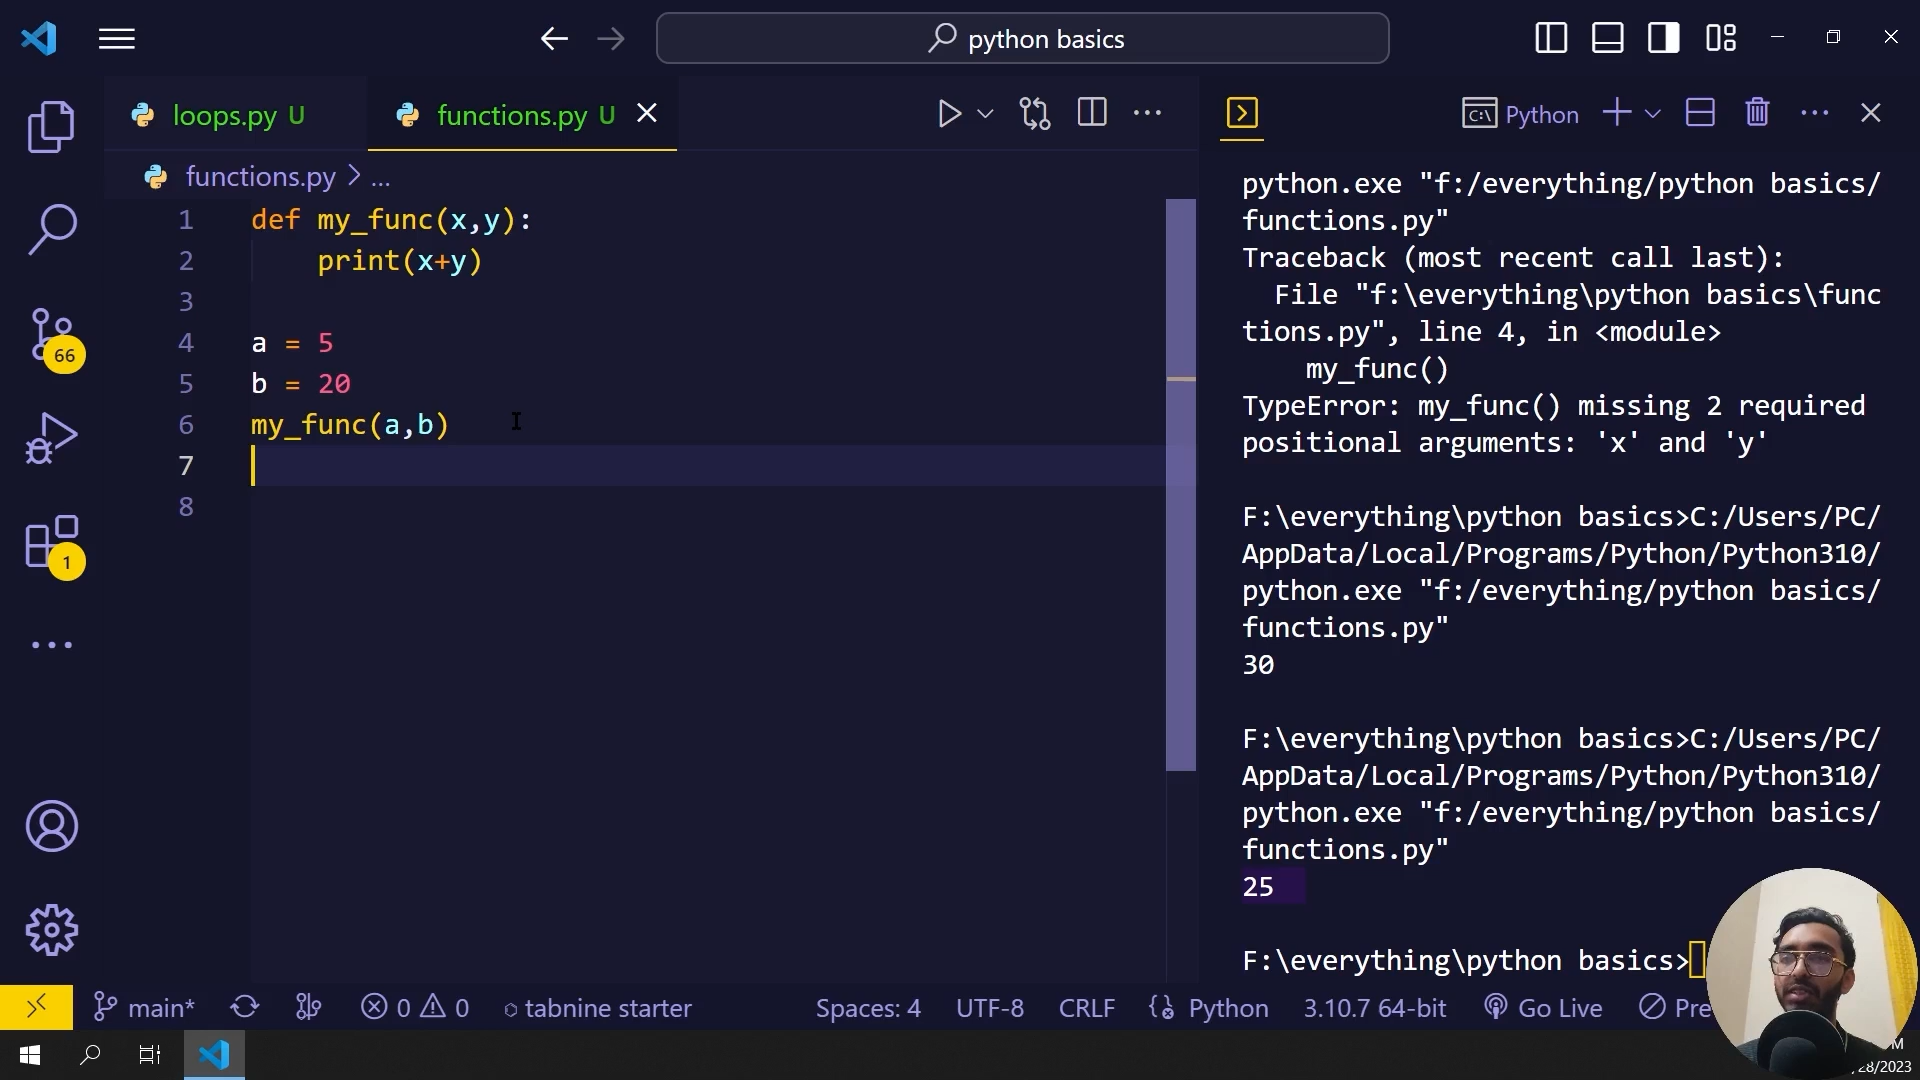 python basics
loops.py U
functions.py U
Python
functions.py > ...
1 def my_func(x,y):
2     print(x+y)
3
4 a = 5
5 b = 20
6 my_func(a,b)
7
8
66
1
python.exe "f:/everything/python basics/
functions.py"
Traceback (most recent call last):
  File "f:\everything\python basics\func
tions.py", line 4, in <module>
    my_func()
TypeError: my_func() missing 2 required
positional arguments: 'x' and 'y'
F:\everything\python basics>C:/Users/PC/
AppData/Local/Programs/Python/Python310/
python.exe "f:/everything/python basics/
functions.py"
30
F:\everything\python basics>C:/Users/PC/
AppData/Local/Programs/Python/Python310/
python.exe "f:/everything/python basics/
functions.py"
25
F:\everything\python basics>
main* 0 0 tabnine starter Spaces: 4 UTF-8 CRLF Python 3.10.7 64-bit Go Live Pre
M
28/2023